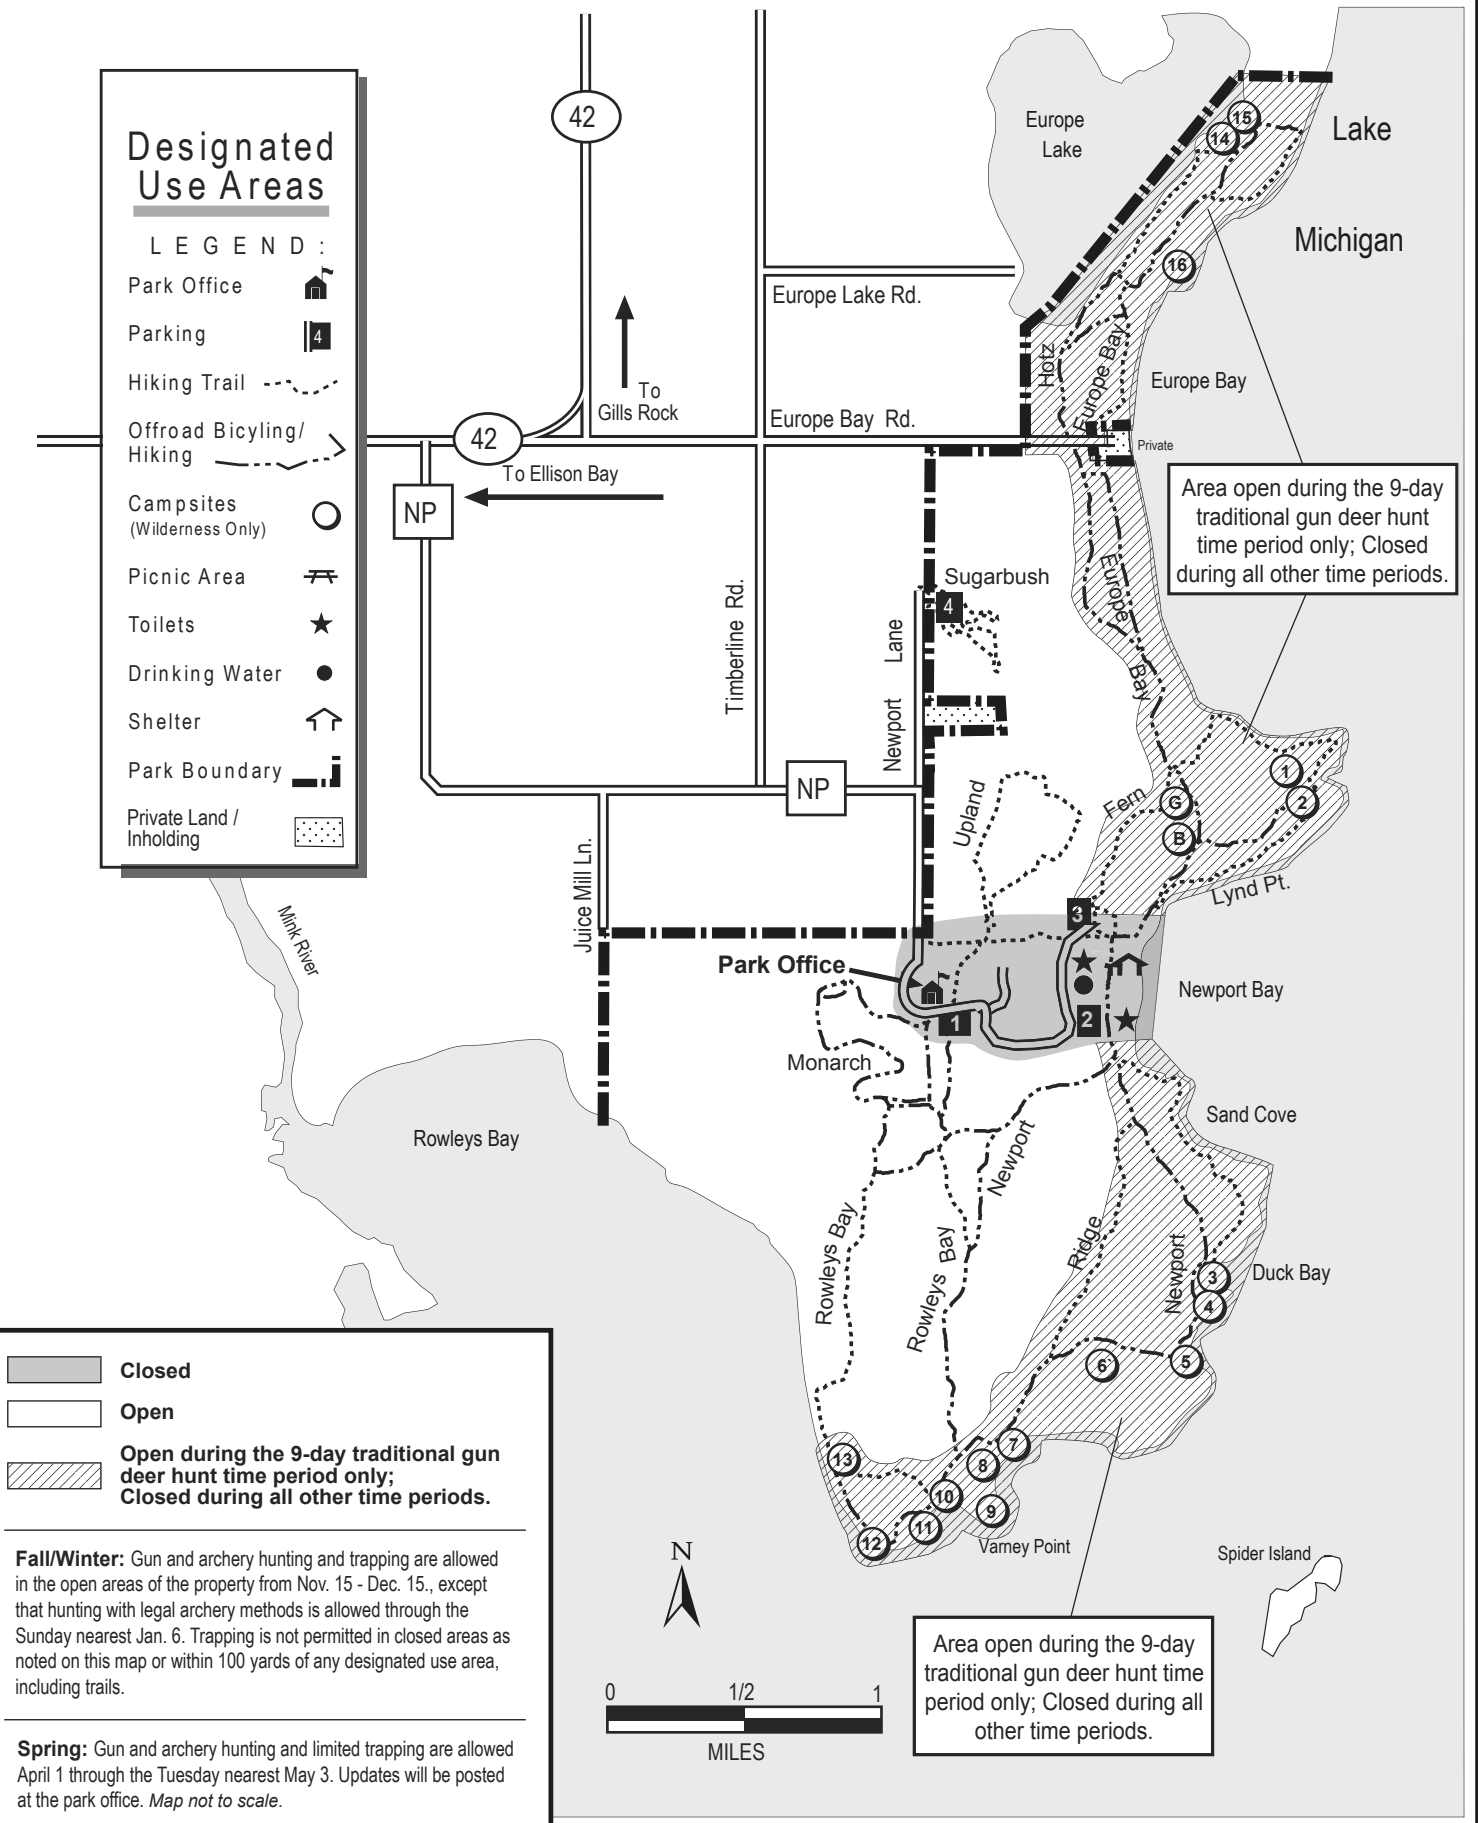 Designated
Use Areas
LEGEND:
Park Office
Parking
4
Hiking Trail
Offroad Bicyling/
Hiking
Campsites
(Wilderness Only)
Picnic Area
Toilets
Drinking Water
Shelter
Park Boundary
Private Land /
Inholding
42
42
To
Gills Rock
To Ellison Bay
NP
NP
Europe Lake Rd.
Europe Bay Rd.
Timberline Rd.
Newport Lane
Juice Mill Ln.
Europe
Lake
Lake
Michigan
15
14
16
Hotz
Europe Bay
Europe Bay
Private
Area open during the 9-day
traditional gun deer hunt
time period only; Closed
during all other time periods.
Sugarbush
4
Europe Bay
Upland
Fern
G
B
1
2
Lynd Pt.
3
Park Office
1
2
Newport Bay
Monarch
Mink River
Rowleys Bay
Sand Cove
Newport
Rowleys Bay
Rowleys Bay
Ridge
Newport
3
4
Duck Bay
5
6
7
8
9
10
11
12
13
Varney Point
Spider Island
N
0 1/2 1
MILES
Area open during the 9-day
traditional gun deer hunt time
period only; Closed during all
other time periods.
Closed
Open
Open during the 9-day traditional gun
deer hunt time period only;
Closed during all other time periods.
Fall/Winter: Gun and archery hunting and trapping are allowed
in the open areas of the property from Nov. 15 - Dec. 15., except
that hunting with legal archery methods is allowed through the
Sunday nearest Jan. 6. Trapping is not permitted in closed areas as
noted on this map or within 100 yards of any designated use area,
including trails.
Spring: Gun and archery hunting and limited trapping are allowed
April 1 through the Tuesday nearest May 3. Updates will be posted
at the park office. Map not to scale.